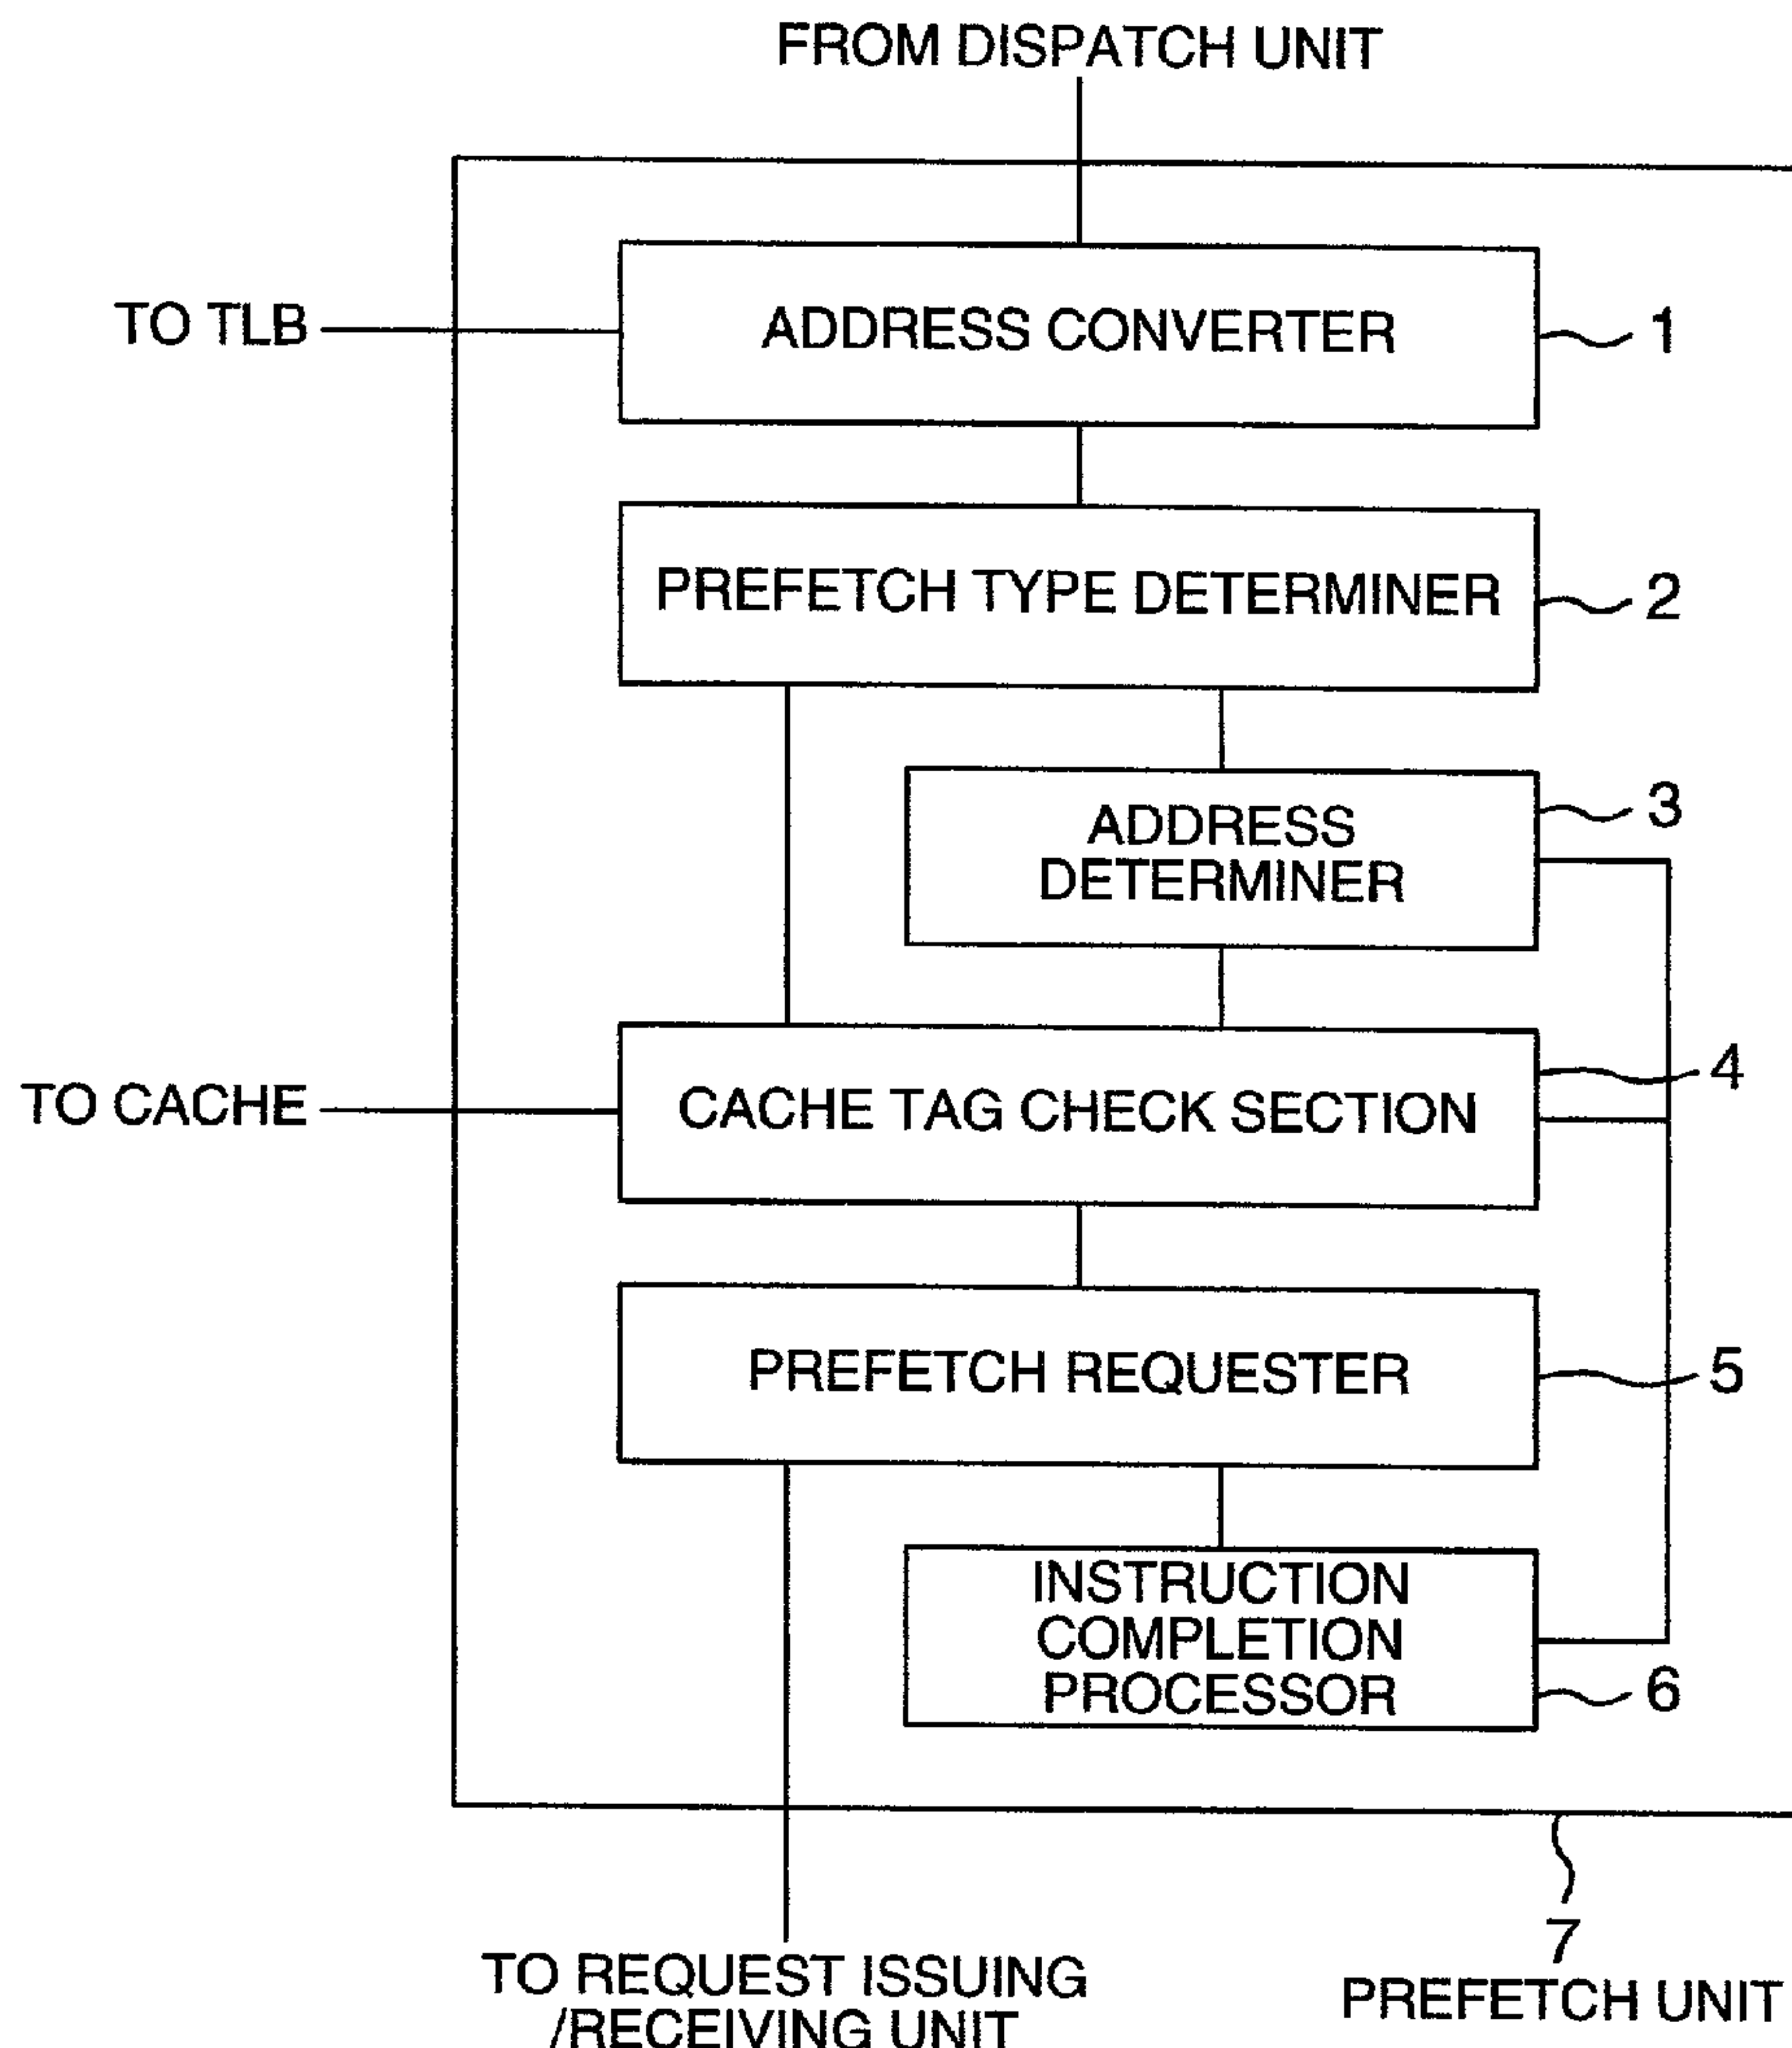 FROM DISPATCH UNIT
TO TLB
ADDRESS CONVERTER
1
PREFETCH TYPE DETERMINER
2
ADDRESS
DETERMINER
3
TO CACHE
CACHE TAG CHECK SECTION
4
PREFETCH REQUESTER
5
INSTRUCTION
COMPLETION
PROCESSOR
6
7
PREFETCH UNIT
TO REQUEST ISSUING
/RECEIVING UNIT